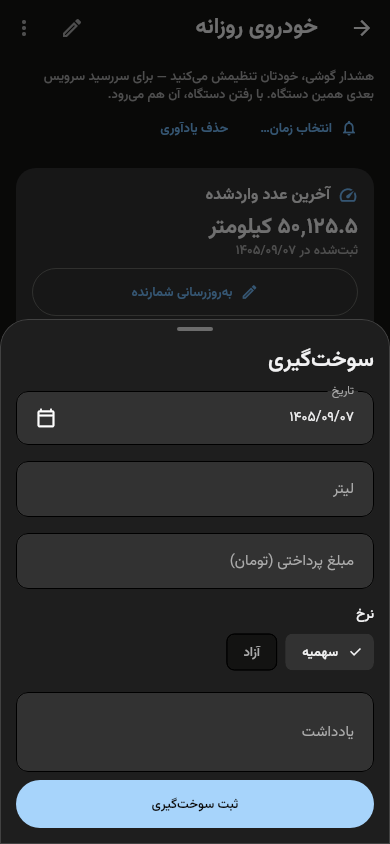 خودروی روزانه
هشدار گوشی، خودتان تنظیمش می‌کنید — برای سررسید سرویس
بعدی همین دستگاه. با رفتن دستگاه، آن هم می‌رود.
انتخاب زمان...
حذف یادآوری
آخرین عدد واردشده
۵۰,۱۲۵.۵ کیلومتر
ثبت‌شده در ۱۴۰۵/۰۹/۰۷
به‌روزرسانی شمارنده
سوخت‌گیری
تاریخ
۱۴۰۵/۰۹/۰۷
لیتر
مبلغ پرداختی (تومان)
نرخ
سهمیه
آزاد
یادداشت
ثبت سوخت‌گیری